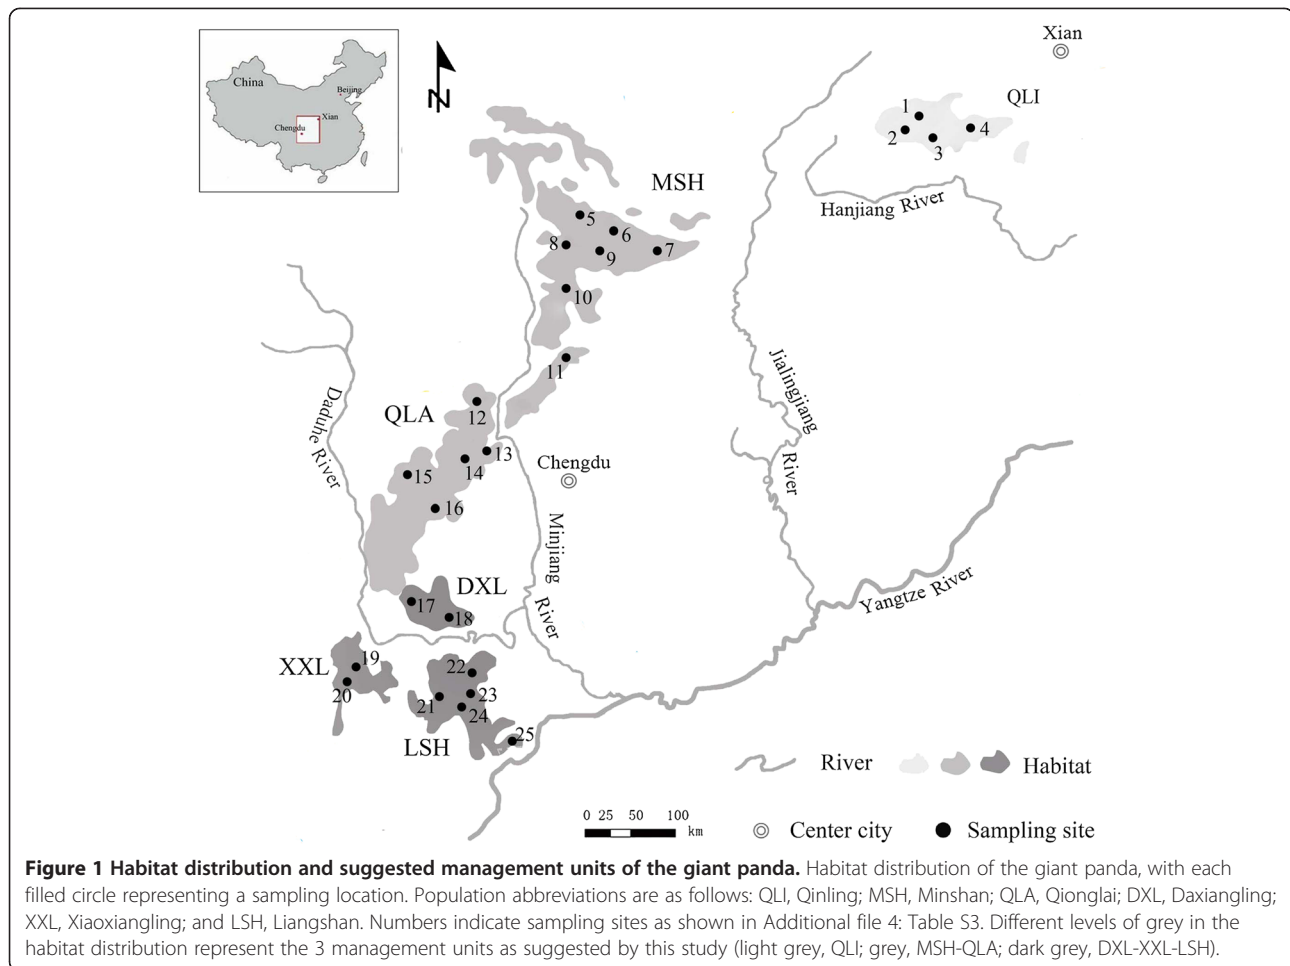 China
Beijing
Xian
Chengdu
N
Xian
QLI
1
2
3
4
Hanjiang River
MSH
5
6
7
8
9
10
11
Jialingjiang River
Daduhe River
QLA
12
13
14
15
16
Chengdu
Minjiang River
DXL
17
18
Yangtze River
XXL
19
20
21
22
23
24
25
LSH
River
Habitat
0 25 50 100
km
Center city
Sampling site
Figure 1 Habitat distribution and suggested management units of the giant panda. Habitat distribution of the giant panda, with each
filled circle representing a sampling location. Population abbreviations are as follows: QLI, Qinling; MSH, Minshan; QLA, Qionglai; DXL, Daxiangling;
XXL, Xiaoxiangling; and LSH, Liangshan. Numbers indicate sampling sites as shown in Additional file 4: Table S3. Different levels of grey in the
habitat distribution represent the 3 management units as suggested by this study (light grey, QLI; grey, MSH-QLA; dark grey, DXL-XXL-LSH).